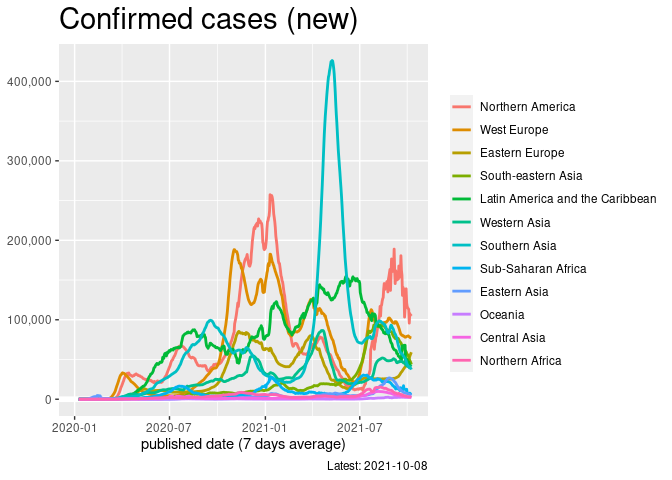 Confirmed cases (new)
400,000
300,000
200,000
100,000
0
2020-01
2020-07
2021-01
2021-07
published date (7 days average)
Latest: 2021-10-08
Northern America
West Europe
Eastern Europe
South-eastern Asia
Latin America and the Caribbean
Western Asia
Southern Asia
Sub-Saharan Africa
Eastern Asia
Oceania
Central Asia
Northern Africa